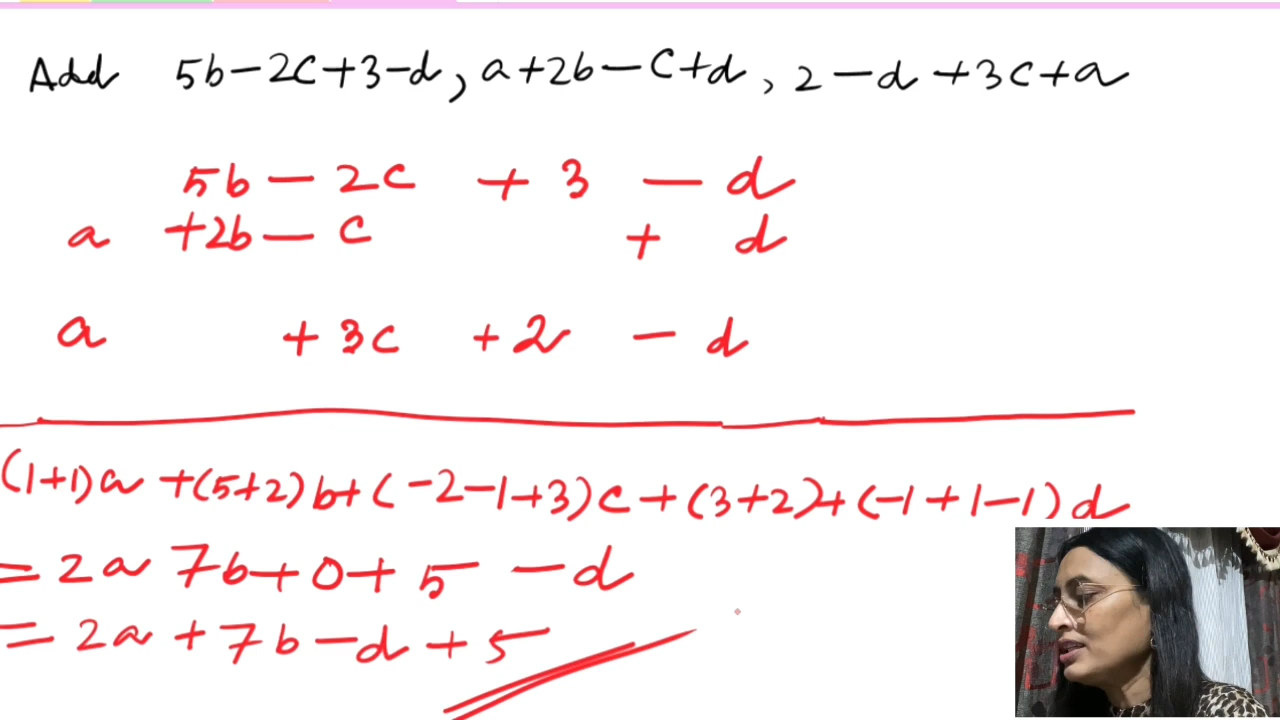 Add 5b-2c+3-d, a+2b-c+d, 2-d+3c+a
5b - 2c + 3 - d
a +2b - c + d
a + 3c + 2 - d
(1+1)a +(5+2)b+(-2-1+3)c+(3+2)+(-1+1-1)d
= 2a 7b+0+5 -d
= 2a + 7b - d + 5